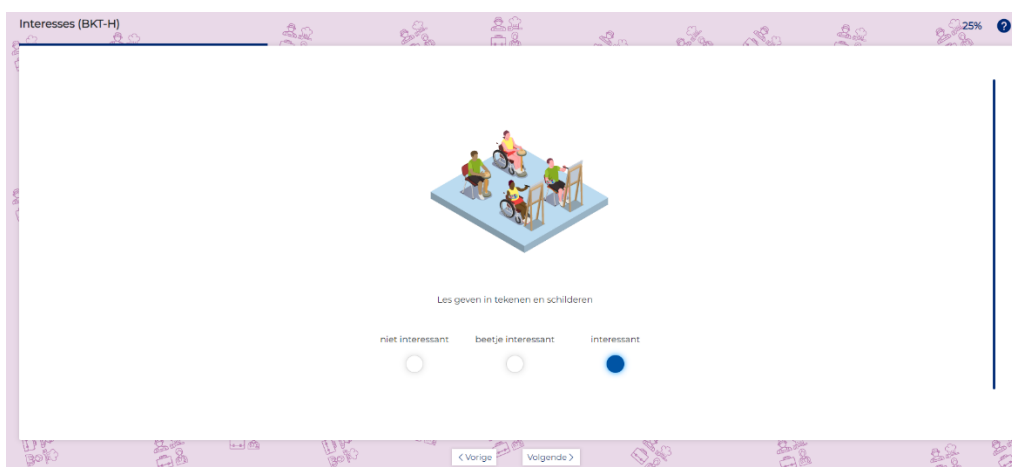 Interesses (BKT-H)
25% ?
Les geven in tekenen en schilderen
niet interessant beetje interessant interessant
< Vorige Volgende >